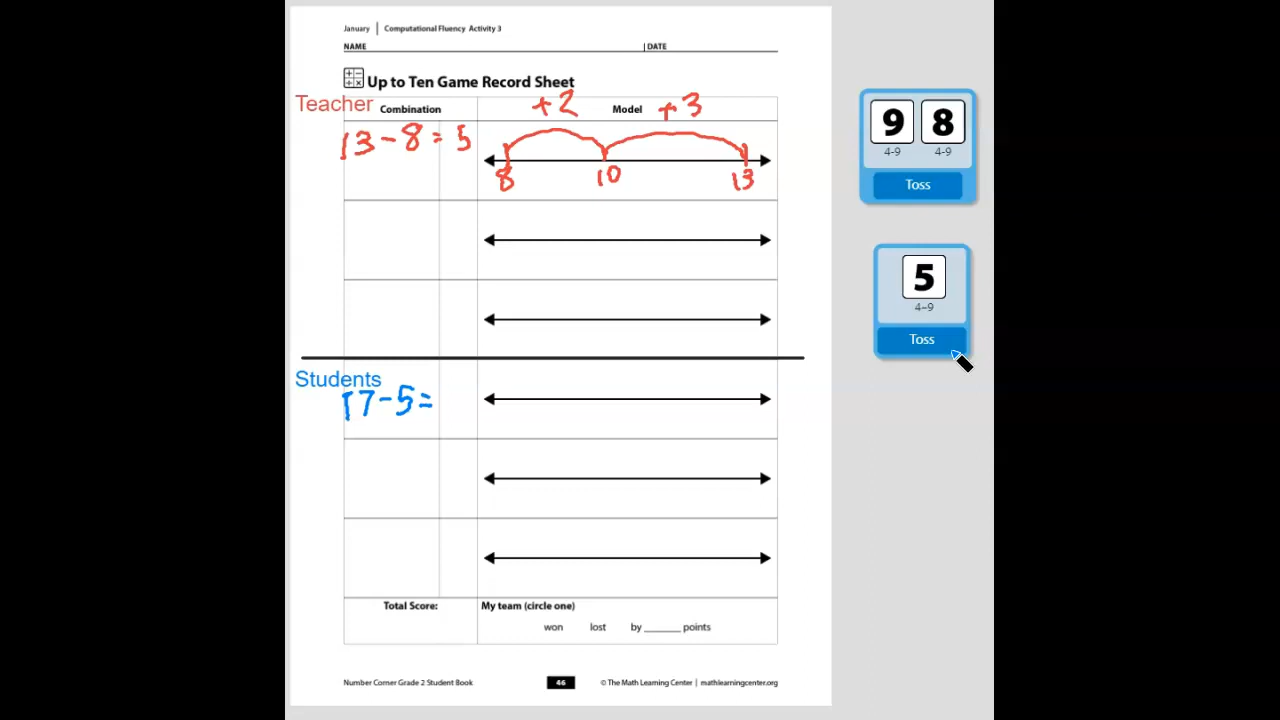 January | Computational Fluency Activity 3
NAME | DATE
Up to Ten Game Record Sheet
Teacher
Combination
Model
+2 +3
13 - 8 = 5
8 10 13
Students
17 - 5 =
Total Score:
My team (circle one)
won lost by ______ points
Number Corner Grade 2 Student Book
46
© The Math Learning Center | mathlearningcenter.org
9 8
4-9 4-9
Toss
5
4–9
Toss